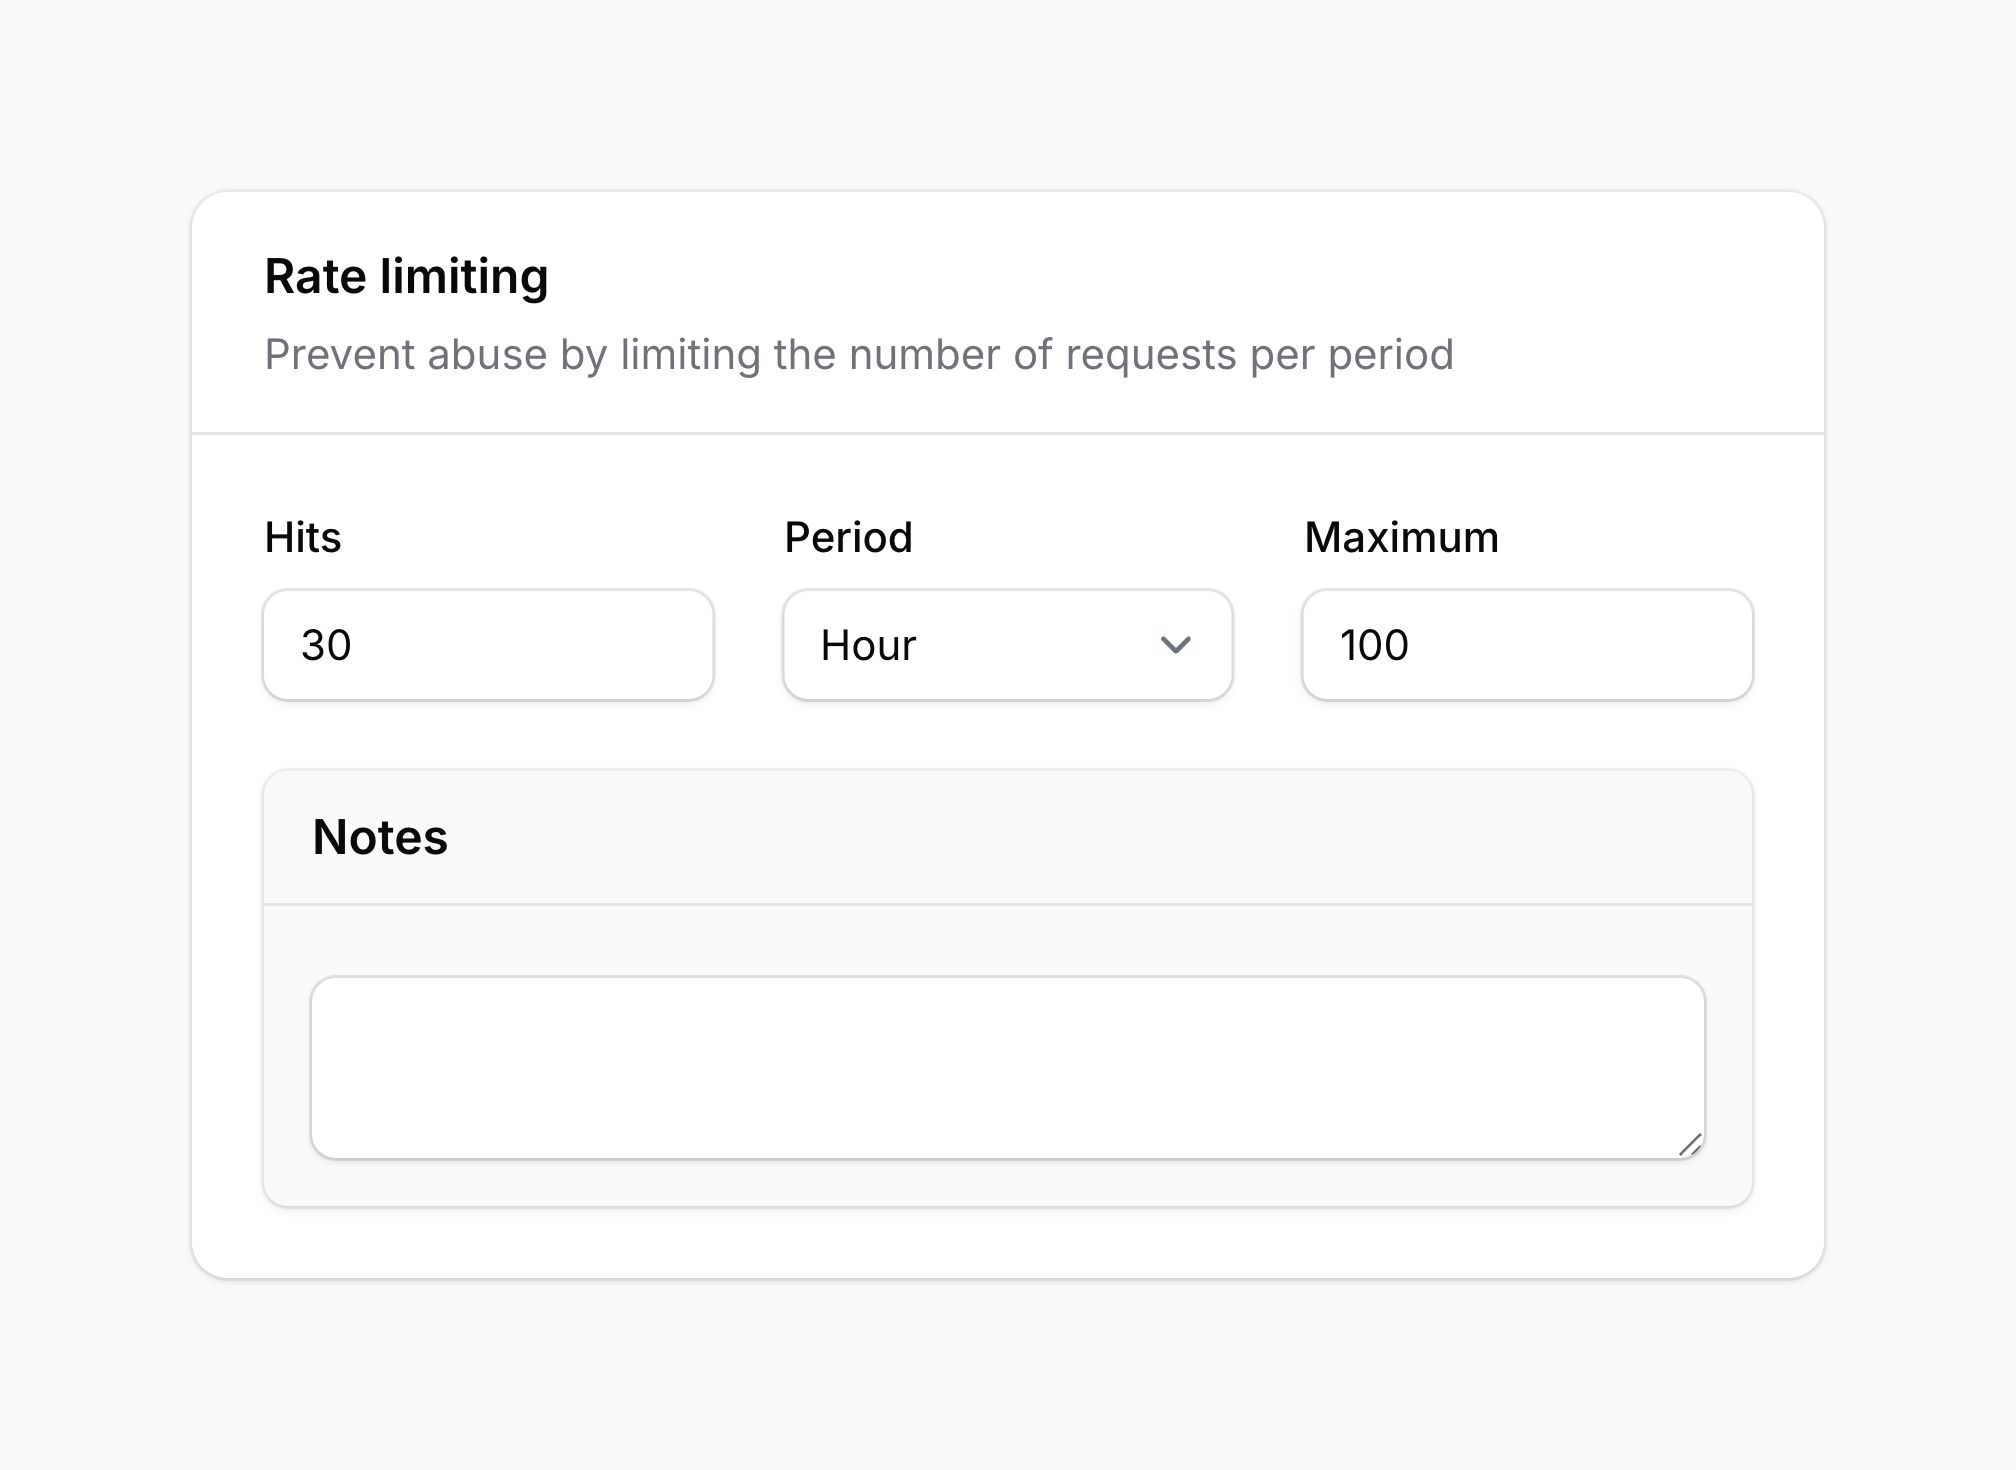 Rate limiting
Prevent abuse by limiting the number of requests per period
Hits
Period
Maximum
30
Hour
100
Notes